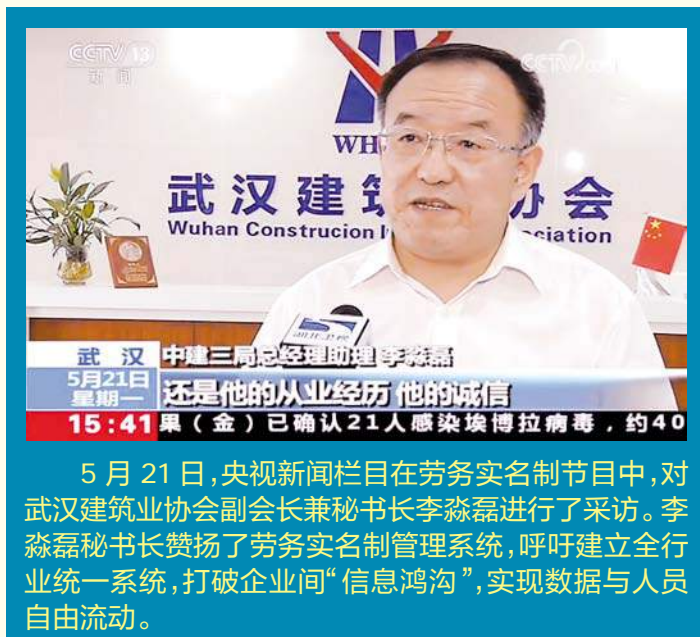 CCTV 13
新闻
CCTV
WH
武汉建筑 协会
Wuhan Construcion I ciation
武汉
中建三局总经理助理 李淼磊
5月21日
星期一
还是他的从业经历 他的诚信
15:41
果（金）已确认21人感染埃博拉病毒，约40
5月21日,央视新闻栏目在劳务实名制节目中,对
武汉建筑业协会副会长兼秘书长李淼磊进行了采访。李
淼磊秘书长赞扬了劳务实名制管理系统,呼吁建立全行
业统一系统,打破企业间“信息鸿沟”,实现数据与人员
自由流动。